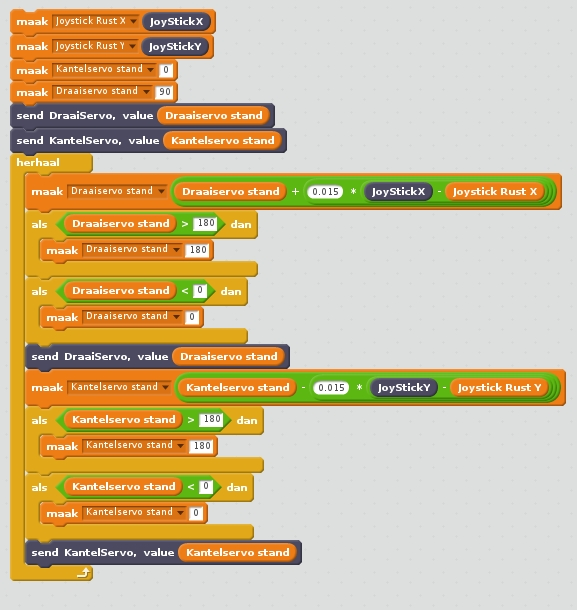 maak Joystick Rust X JoyStickX
maak Joystick Rust Y JoyStickY
maak Kantelservo stand 0
maak Draaiservo stand 90
send DraaiServo, value Draaiservo stand
send KantelServo, value Kantelservo stand
herhaal
maak Draaiservo stand Draaiservo stand + 0.015 * JoyStickX - Joystick Rust X
als Draaiservo stand > 180 dan
maak Draaiservo stand 180
als Draaiservo stand < 0 dan
maak Draaiservo stand 0
send DraaiServo, value Draaiservo stand
maak Kantelservo stand Kantelservo stand - 0.015 * JoyStickY - Joystick Rust Y
als Kantelservo stand > 180 dan
maak Kantelservo stand 180
als Kantelservo stand < 0 dan
maak Kantelservo stand 0
send KantelServo, value Kantelservo stand